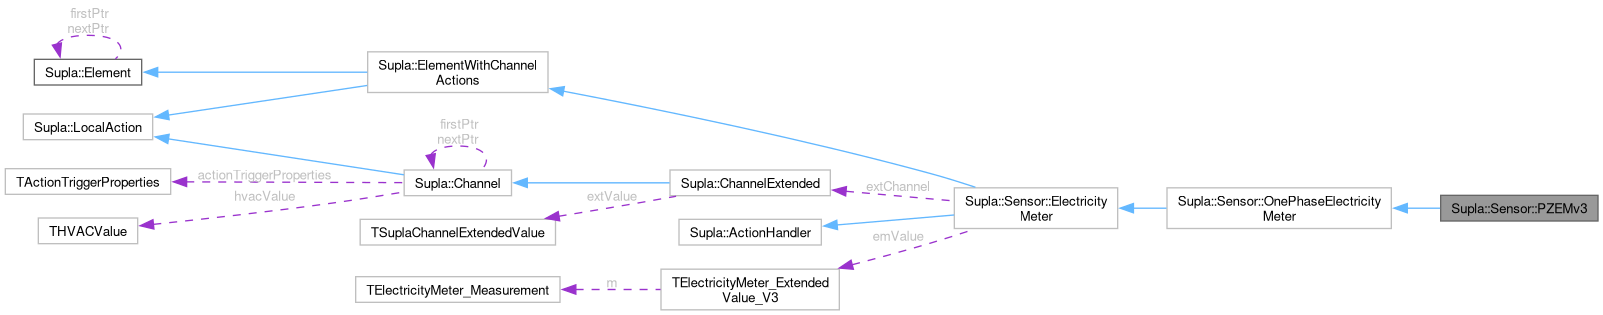 firstPtr
nextPtr
Supla::Element
Supla::ElementWithChannel
Actions
Supla::LocalAction
firstPtr
nextPtr
TActionTriggerProperties
actionTriggerProperties
Supla::Channel
Supla::ChannelExtended
extChannel
hvacValue
extValue
Supla::Sensor::Electricity
Meter
Supla::Sensor::OnePhaseElectricity
Meter
Supla::Sensor::PZEMv3
THVACValue
TSuplaChannelExtendedValue
Supla::ActionHandler
emValue
TElectricityMeter_Measurement
m
TElectricityMeter_Extended
Value_V3